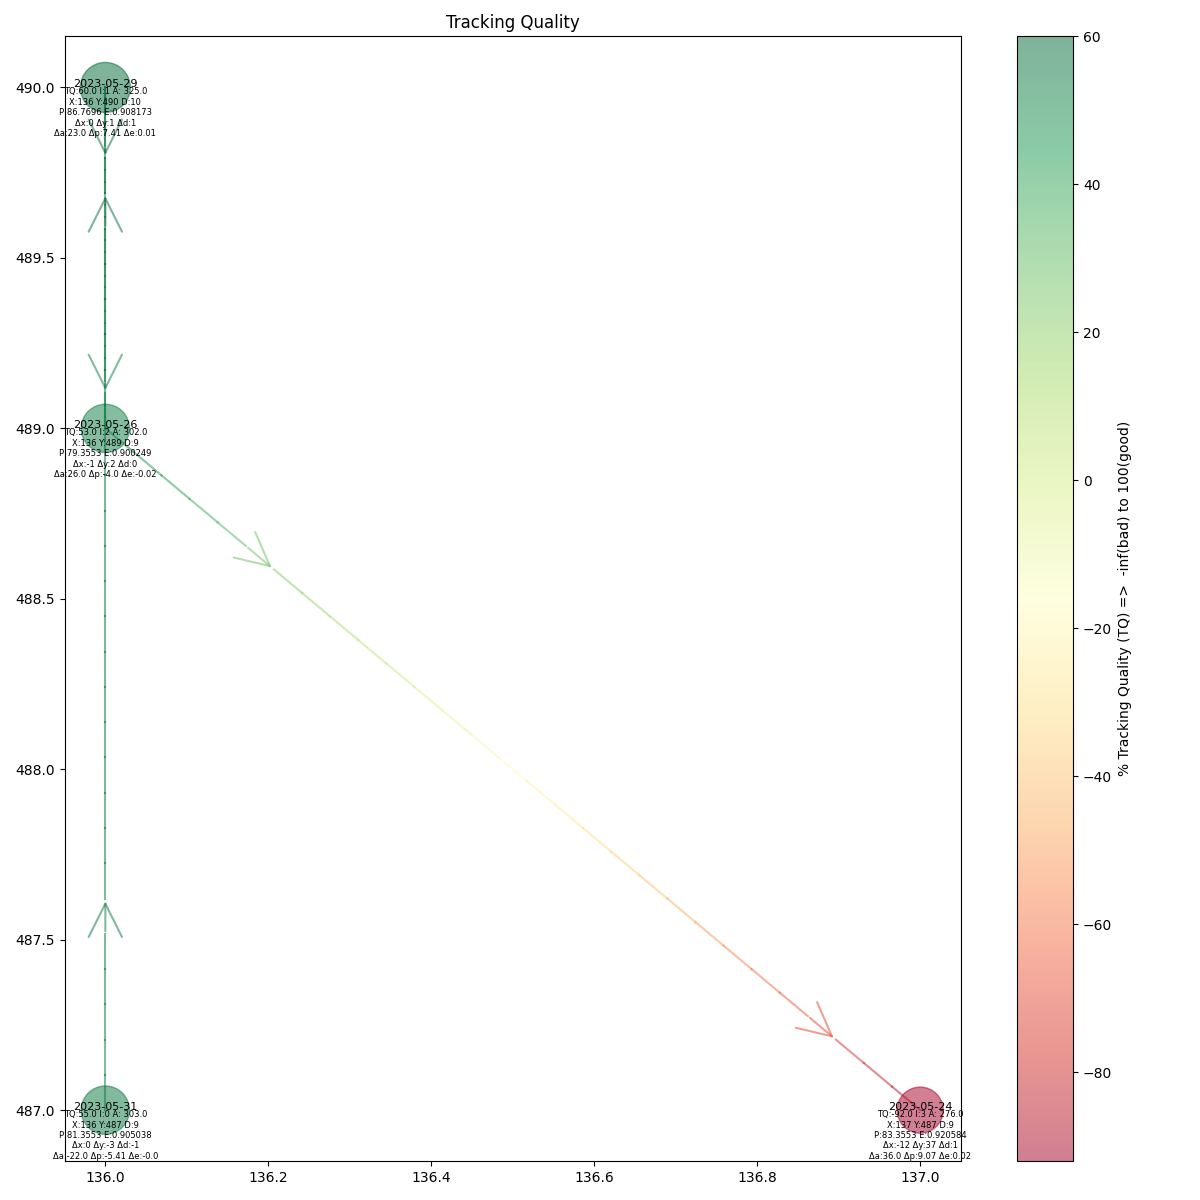 Tracking Quality
490.0
489.5
489.0
488.5
488.0
487.5
487.0
2023-05-29
TQ:60.0 I:1 A: 325.0
X:136 Y:490 D:10
P:86.7696 E:0.908173
Δx:0 Δy:1 Δd:1
Δa:23.0 Δp:7.41 Δe:0.01
2023-05-26
TQ:53.0 I:2 A: 302.0
X:136 Y:489 D:9
P:79.3553 E:0.900249
Δx:-1 Δy:2 Δd:0
Δa:26.0 Δp:-4.0 Δe:-0.02
2023-05-31
TQ:55.0 I:0 A: 303.0
X:136 Y:487 D:9
P:81.3553 E:0.905038
Δx:0 Δy:-3 Δd:-1
Δa:-22.0 Δp:-5.41 Δe:-0.0
2023-05-24
TQ:-92.0 I:3 A: 276.0
X:137 Y:487 D:9
P:83.3553 E:0.920584
Δx:-12 Δy:37 Δd:1
Δa:36.0 Δp:9.07 Δe:0.02
136.0 136.2 136.4 136.6 136.8 137.0
60
40
20
0
−20
−40
−60
−80
% Tracking Quality (TQ) => -inf(bad) to 100(good)